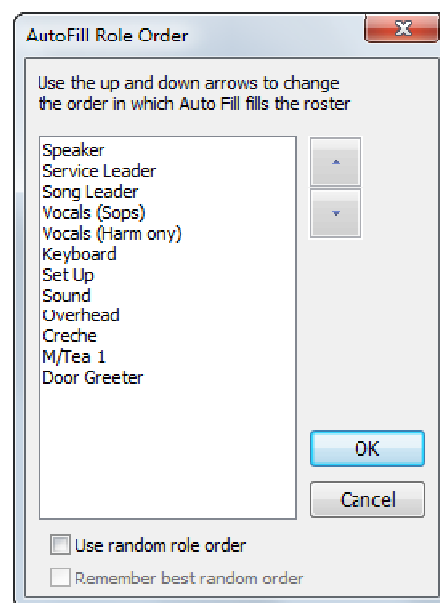 AutoFill Role Order
Use the up and down arrows to change
the order in which Auto Fill fills the roster
Speaker
Service Leader
Song Leader
Vocals (Sops)
Vocals (Harm ony)
Keyboard
Set Up
Sound
Overhead
Creche
M/Tea 1
Door Greeter
OK
Cancel
Use random role order
Remember best random order